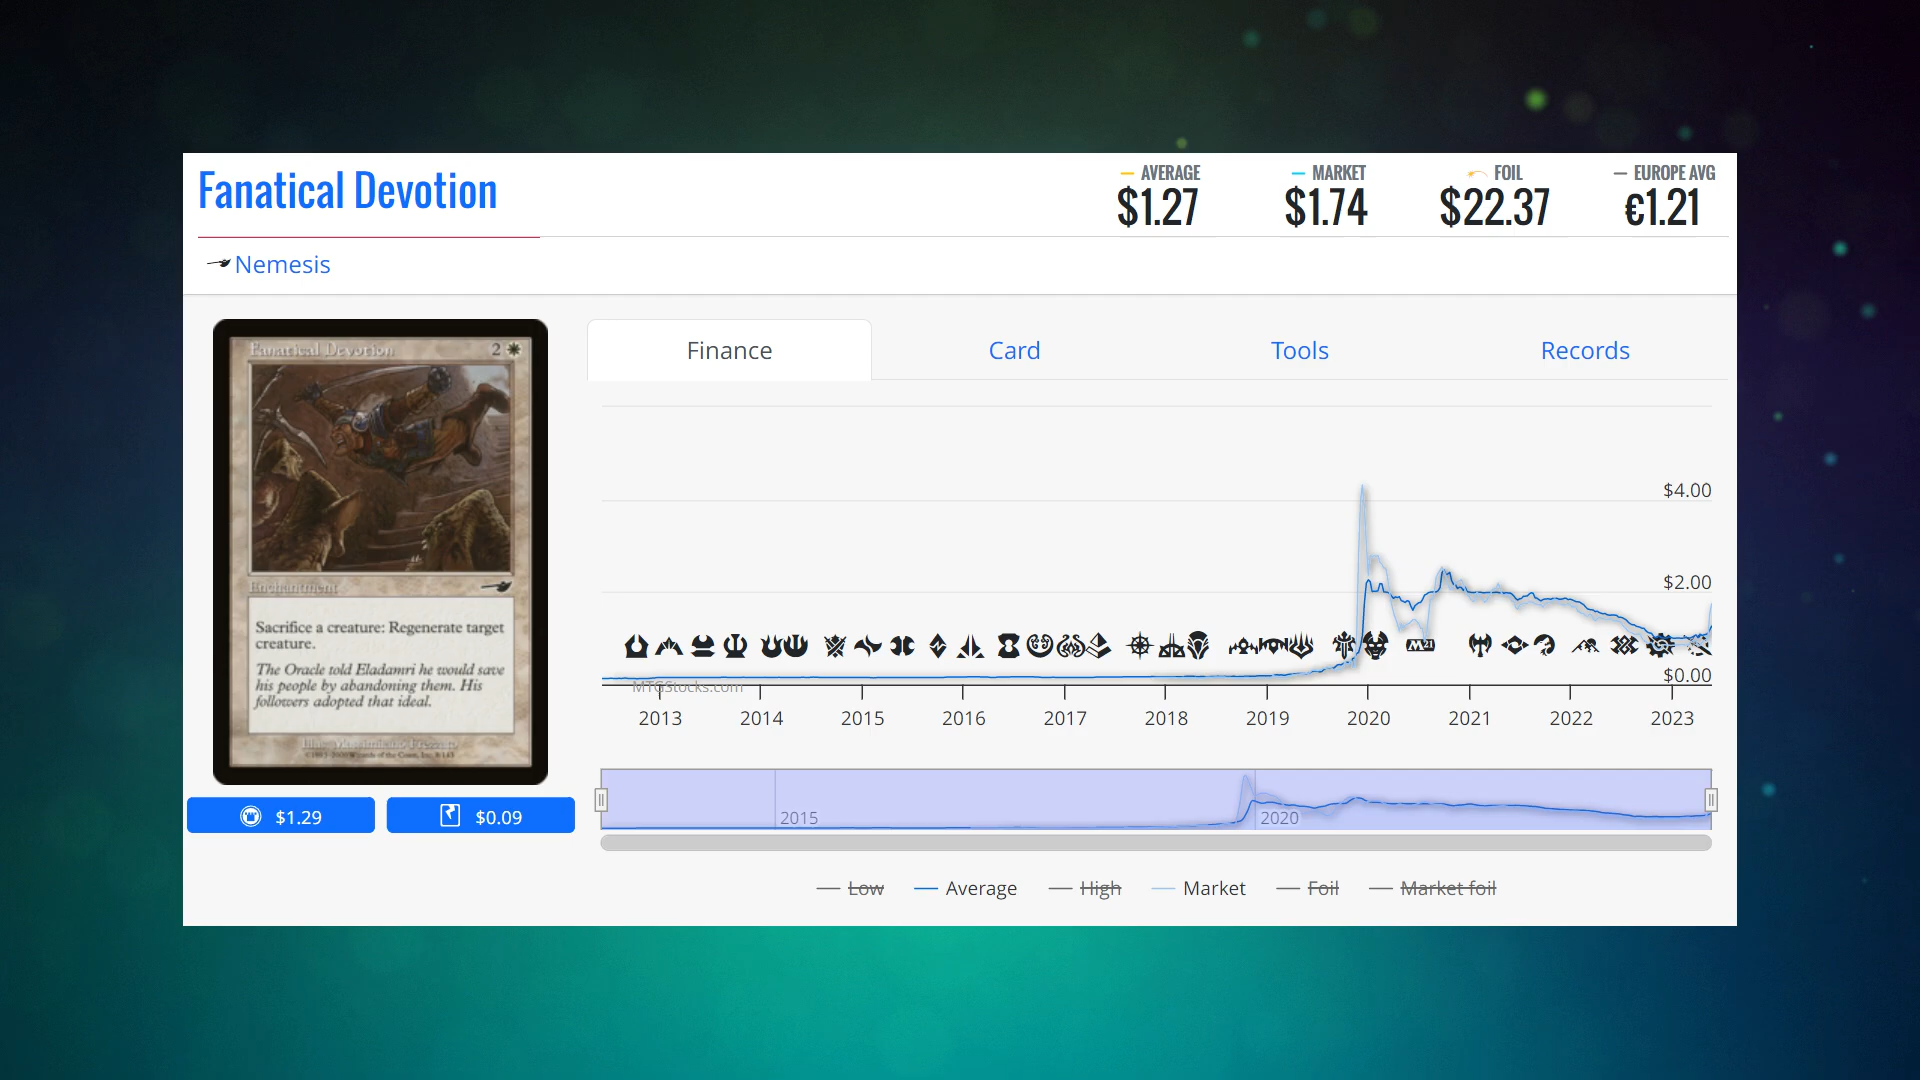 Fanatical Devotion
AVERAGE
$1.27
MARKET
$1.74
FOIL
$22.37
EUROPE AVG
€1.21
Nemesis
Finance
Card
Tools
Records
Fanatical Devotion
2
Enchantment
Sacrifice a creature: Regenerate target
creature.
The Oracle told Eladamri he would save
his people by abandoning them. His
followers adopted that ideal.
$1.29
$0.09
$4.00
$2.00
$0.00
M21
MTGStocks.com
2013
2014
2015
2016
2017
2018
2019
2020
2021
2022
2023
2015
2020
Low
Average
High
Market
Foil
Market foil